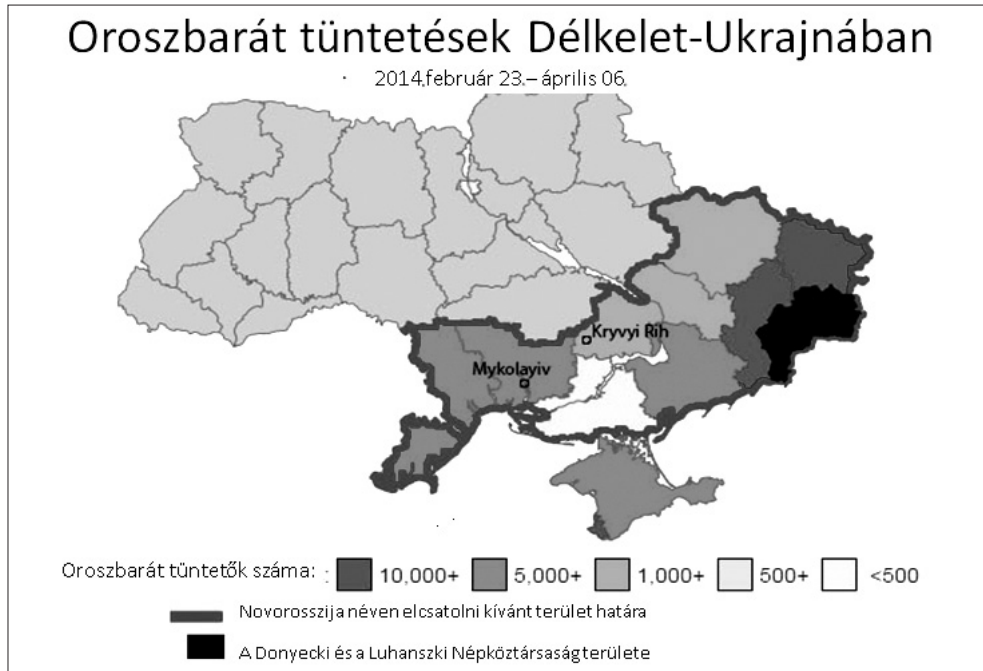 Oroszbarát tüntetések Délkelet-Ukrajnában
2014.február 23.– április 06.
Kryvyi Rih
Mykolayiv
Oroszbarát tüntetők száma: : 10,000+ 5,000+ 1,000+ 500+ <500
Novorosszija néven elcsatolni kívánt terület határa
A Donyecki és a Luhanszki Népköztársaság területe